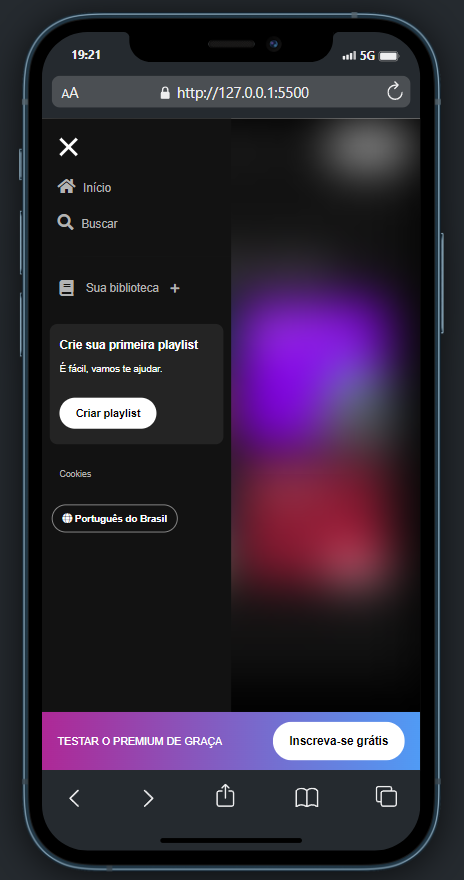 19:21
5G
AA
http://127.0.0.1:5500
Início
Buscar
Sua biblioteca +
Crie sua primeira playlist
É fácil, vamos te ajudar.
Criar playlist
Cookies
Português do Brasil
TESTAR O PREMIUM DE GRAÇA
Inscreva-se grátis